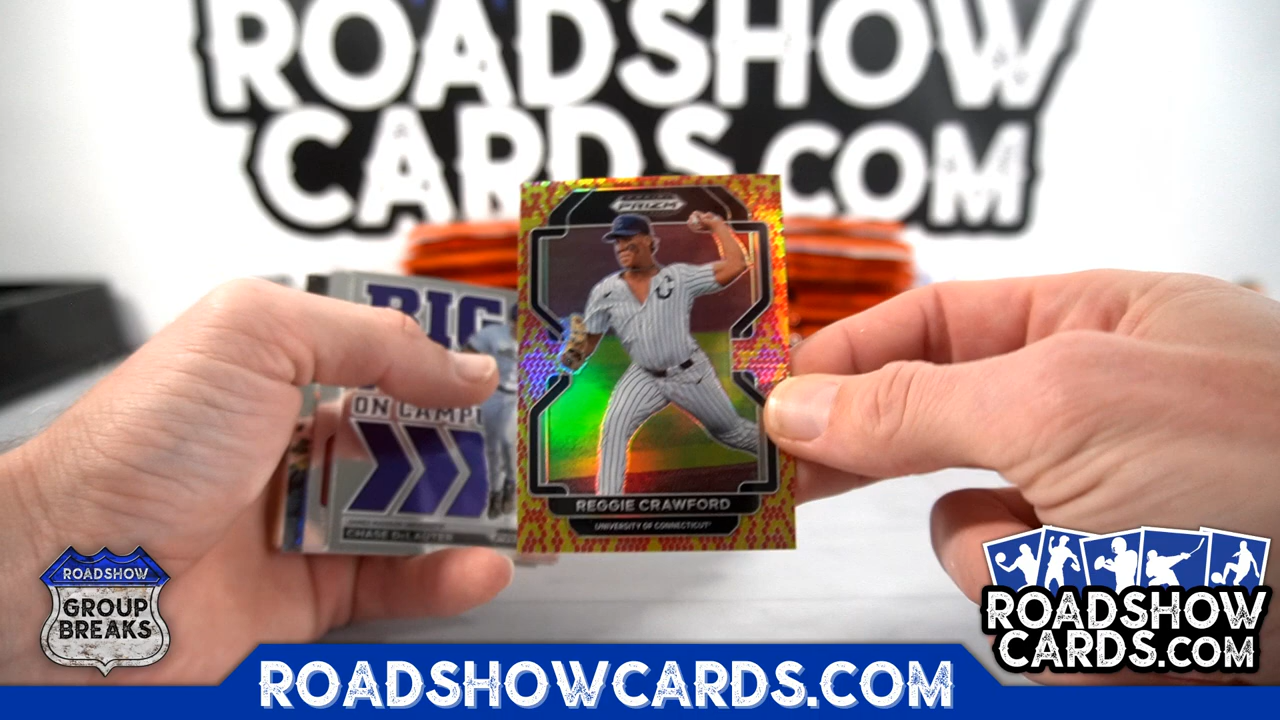 ROADSHOW
CARDS.COM
PRIZM
BIG
ON CAMPU
CHASE DeLAUTER
REGGIE CRAWFORD
UNIVERSITY OF CONNECTICUT
ROADSHOW
GROUP
BREAKS
ROADSHOW
CARDS.COM
ROADSHOWCARDS.COM